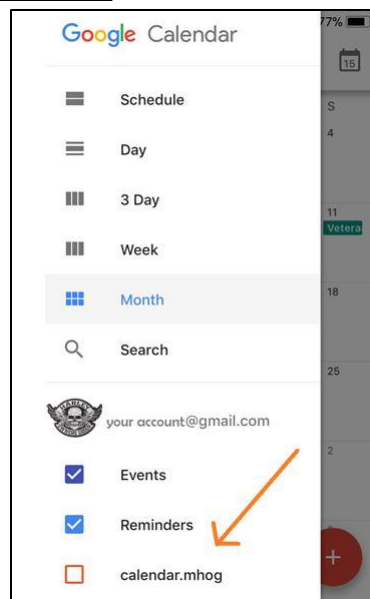 Google Calendar
77%
15
Schedule
S
4
Day
3 Day
11
Vetera
Week
Month
18
Search
25
HARLEY
your account@gmail.com
2
Events
Reminders
+
calendar.mhog